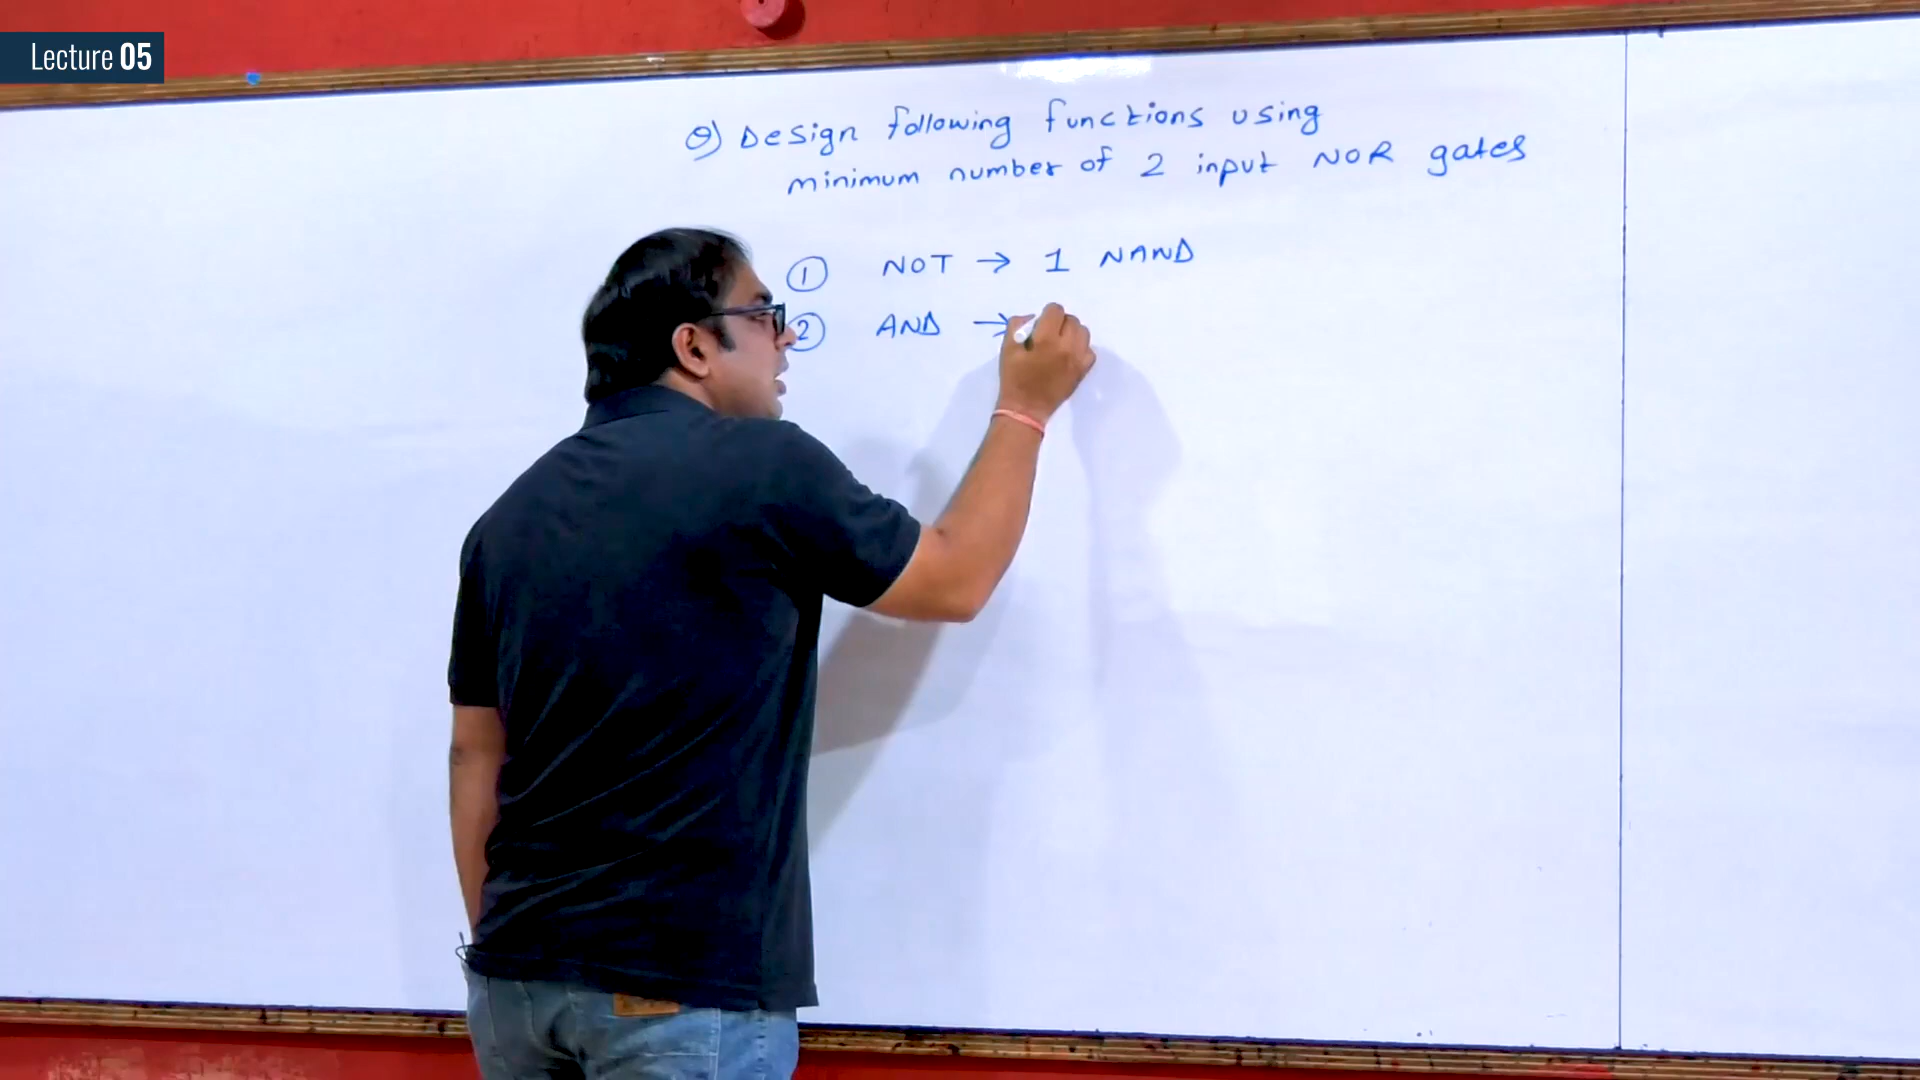 Lecture 05
Q) Design following functions using
minimum number of 2 input NOR gates
1 NOT → 1 NAND
2 AND →